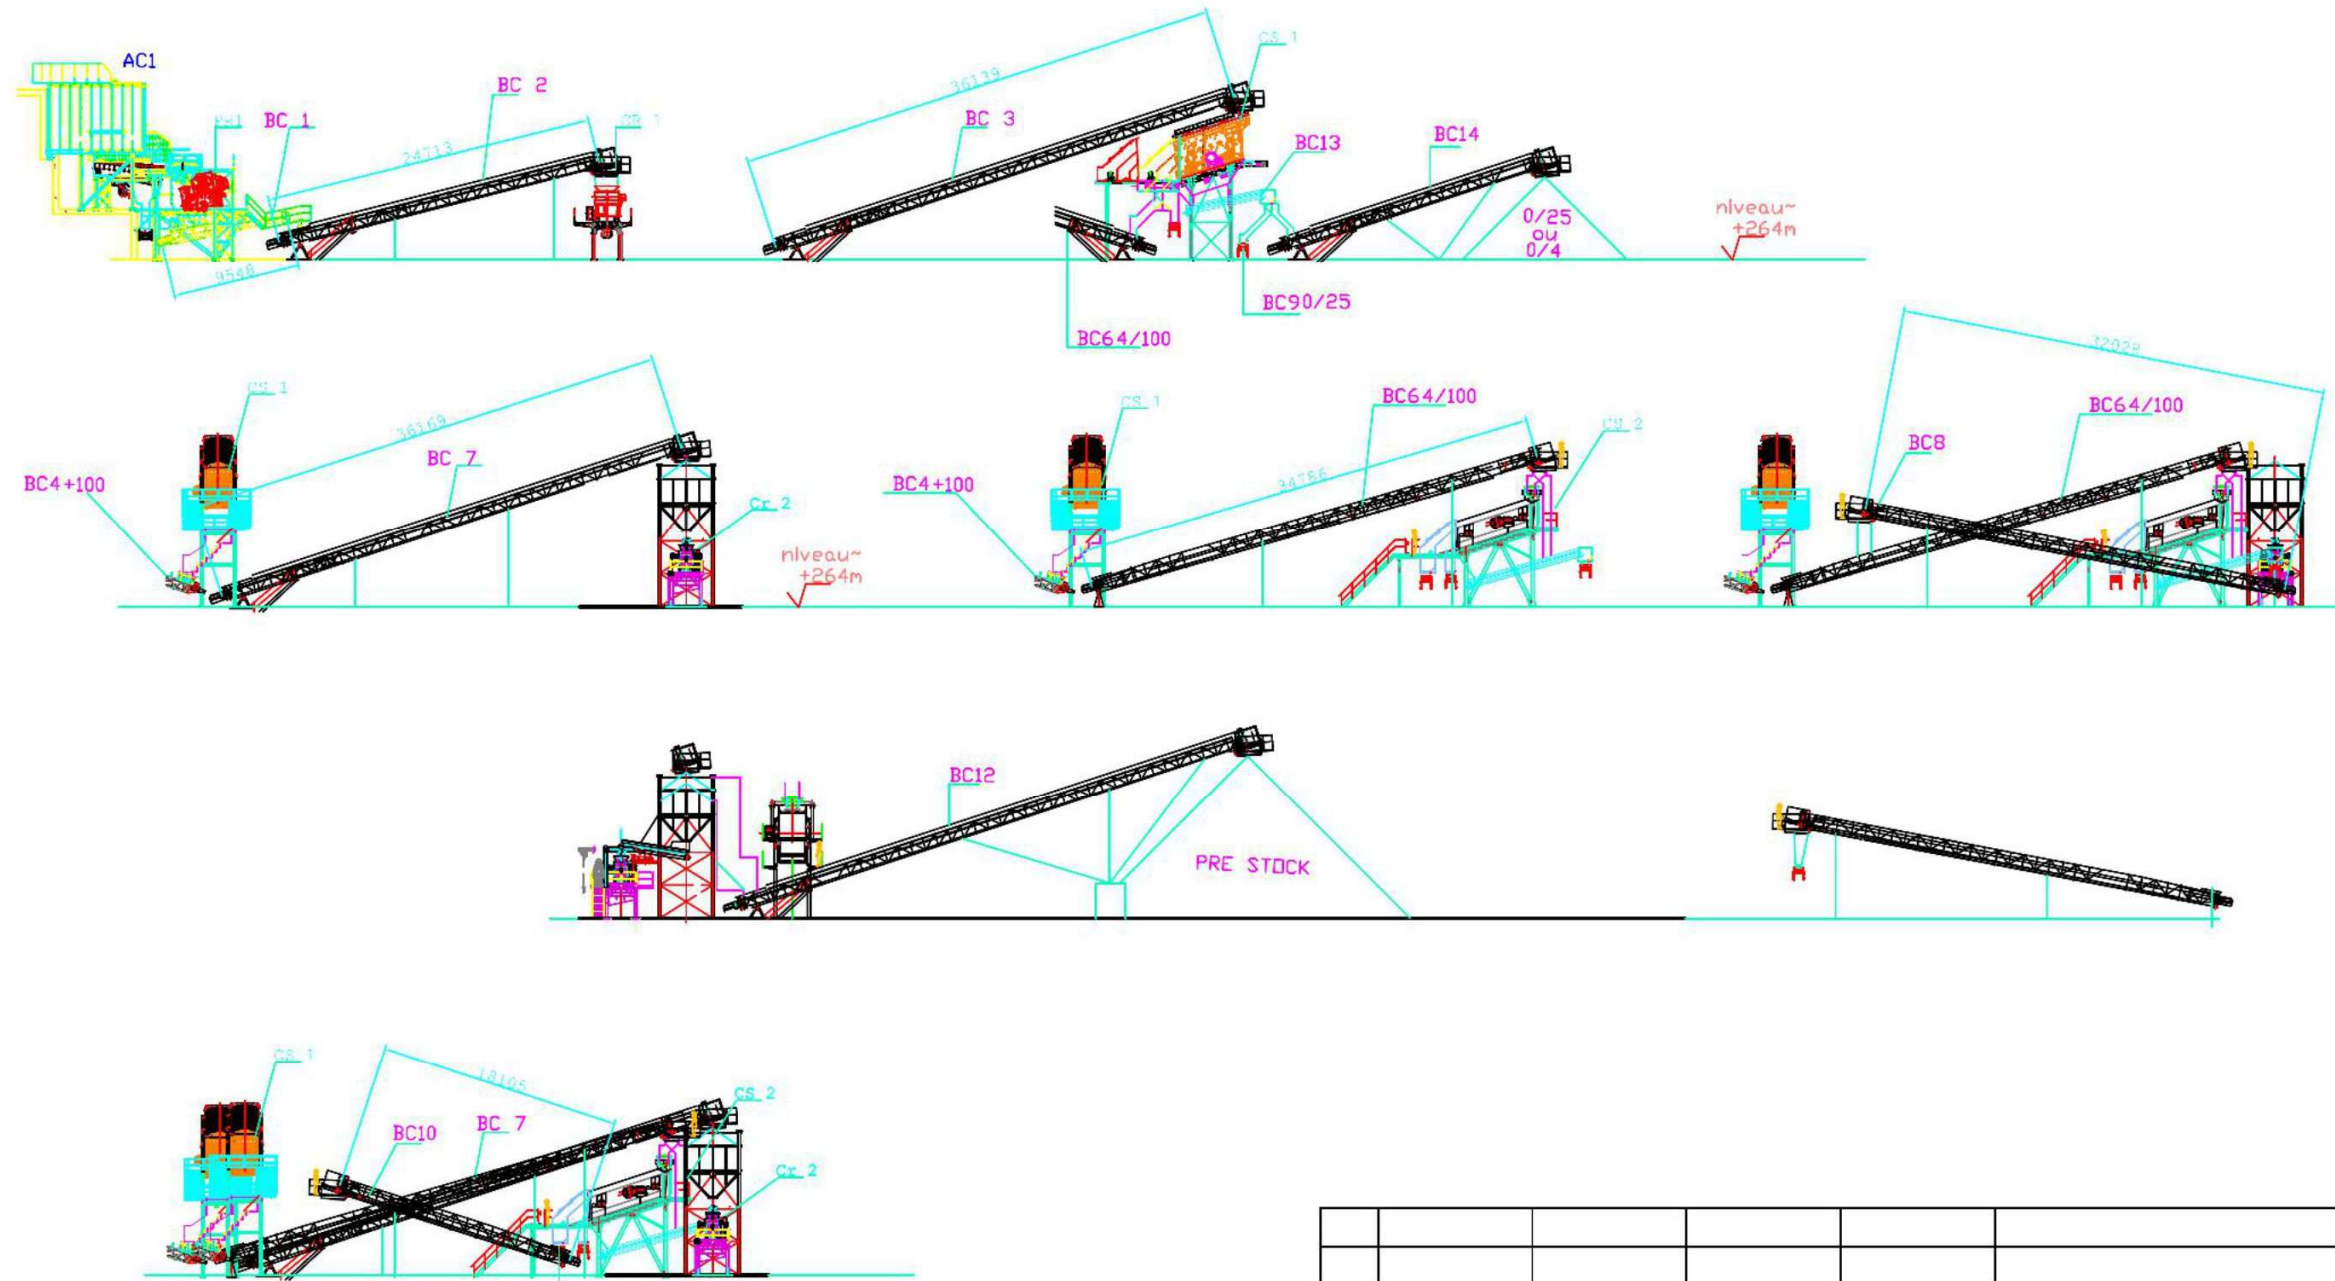 AC1
BC 1
BC 2
24713
9548
36139
CS 1
BC 3
BC13
BC14
0/25
ou
0/4
niveau~
+264m
BC90/25
BC64/100
CS 1
36169
BC 7
BC4+100
Cr 2
niveau~
+264m
CS 1
BC64/100
34786
CS 2
BC4+100
32028
BC64/100
BC8
BC12
PRE STOCK
CS 1
18105
BC10
BC 7
CS 2
Cr 2